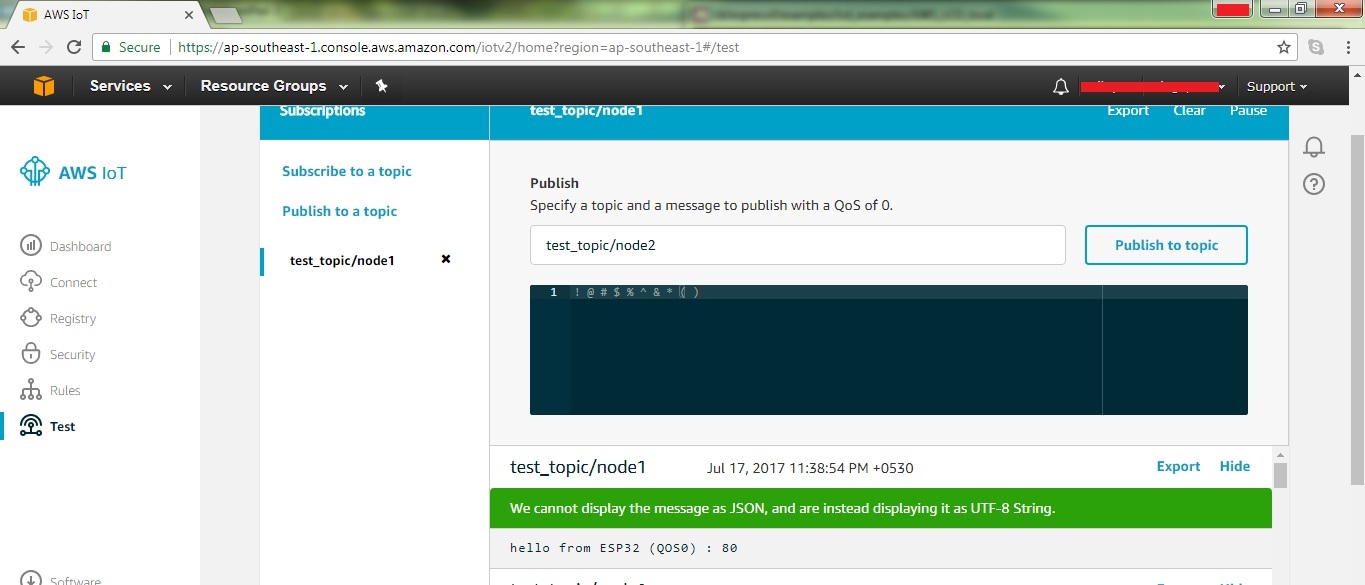 AWS IoT
Secure https://ap-southeast-1.console.aws.amazon.com/iotv2/home?region=ap-southeast-1#/test
Services Resource Groups Support
Subscriptions test_topic/node1 Export Clear Pause
AWS IoT
Dashboard
Connect
Registry
Security
Rules
Test
Software
Subscribe to a topic
Publish to a topic
test_topic/node1
Publish
Specify a topic and a message to publish with a QoS of 0.
test_topic/node2 Publish to topic
1 ! @ # $ % ^ & * ( )
test_topic/node1 Jul 17, 2017 11:38:54 PM +0530 Export Hide
We cannot display the message as JSON, and are instead displaying it as UTF-8 String.
hello from ESP32 (QOS0) : 80